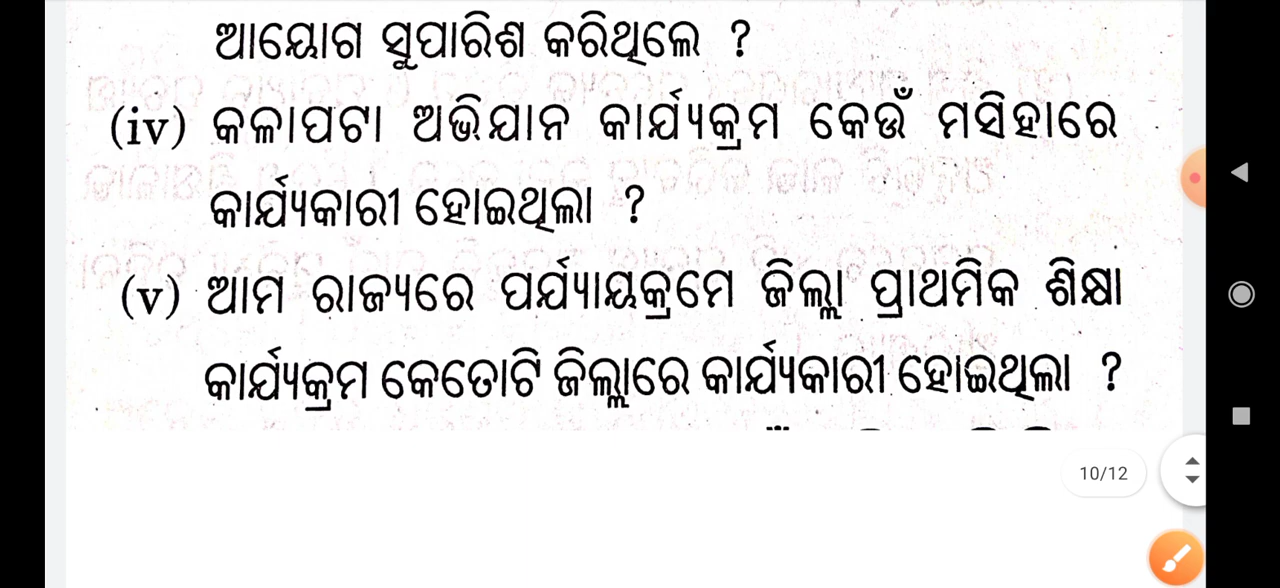 ଆୟୋଗ ସୁପାରିଶ କରିଥିଲେ ?
(iv) କଳାପଟା ଅଭିଯାନ କାର୍ଯ୍ୟକ୍ରମ କେଉଁ ମସିହାରେ
କାର୍ଯ୍ୟକାରୀ ହୋଇଥିଲା ?
(v) ଆମ ରାଜ୍ୟରେ ପର୍ଯ୍ୟାୟକ୍ରମେ ଜିଲ୍ଲା ପ୍ରାଥମିକ ଶିକ୍ଷା
କାର୍ଯ୍ୟକ୍ରମ କେତୋଟି ଜିଲ୍ଲାରେ କାର୍ଯ୍ୟକାରୀ ହୋଇଥିଲା ?
10/12